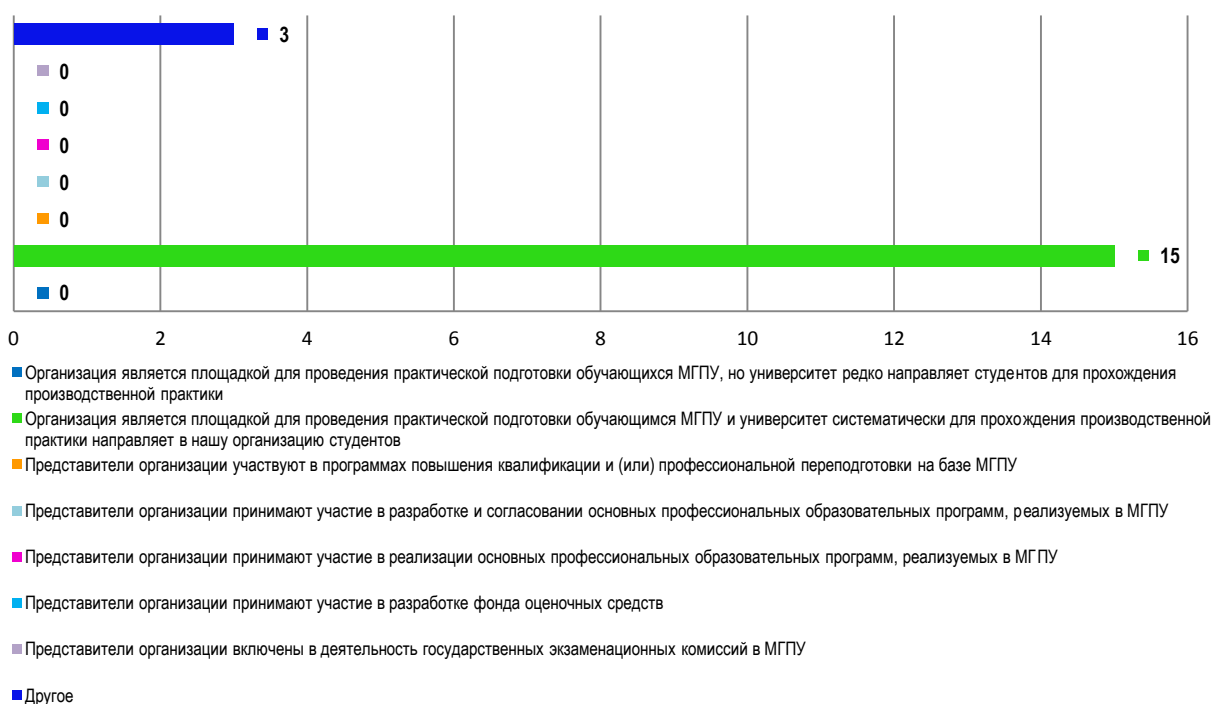 3
0
0
0
0
0
15
0
0 2 4 6 8 10 12 14 16
Организация является площадкой для проведения практической подготовки обучающихся МГПУ, но университет редко направляет студентов для прохождения
производственной практики
Организация является площадкой для проведения практической подготовки обучающимся МГПУ и университет систематически для прохождения производственной
практики направляет в нашу организацию студентов
Представители организации участвуют в программах повышения квалификации и (или) профессиональной переподготовки на базе МГПУ
Представители организации принимают участие в разработке и согласовании основных профессиональных образовательных программ, реализуемых в МГПУ
Представители организации принимают участие в реализации основных профессиональных образовательных программ, реализуемых в МГПУ
Представители организации принимают участие в разработке фонда оценочных средств
Представители организации включены в деятельность государственных экзаменационных комиссий в МГПУ
Другое